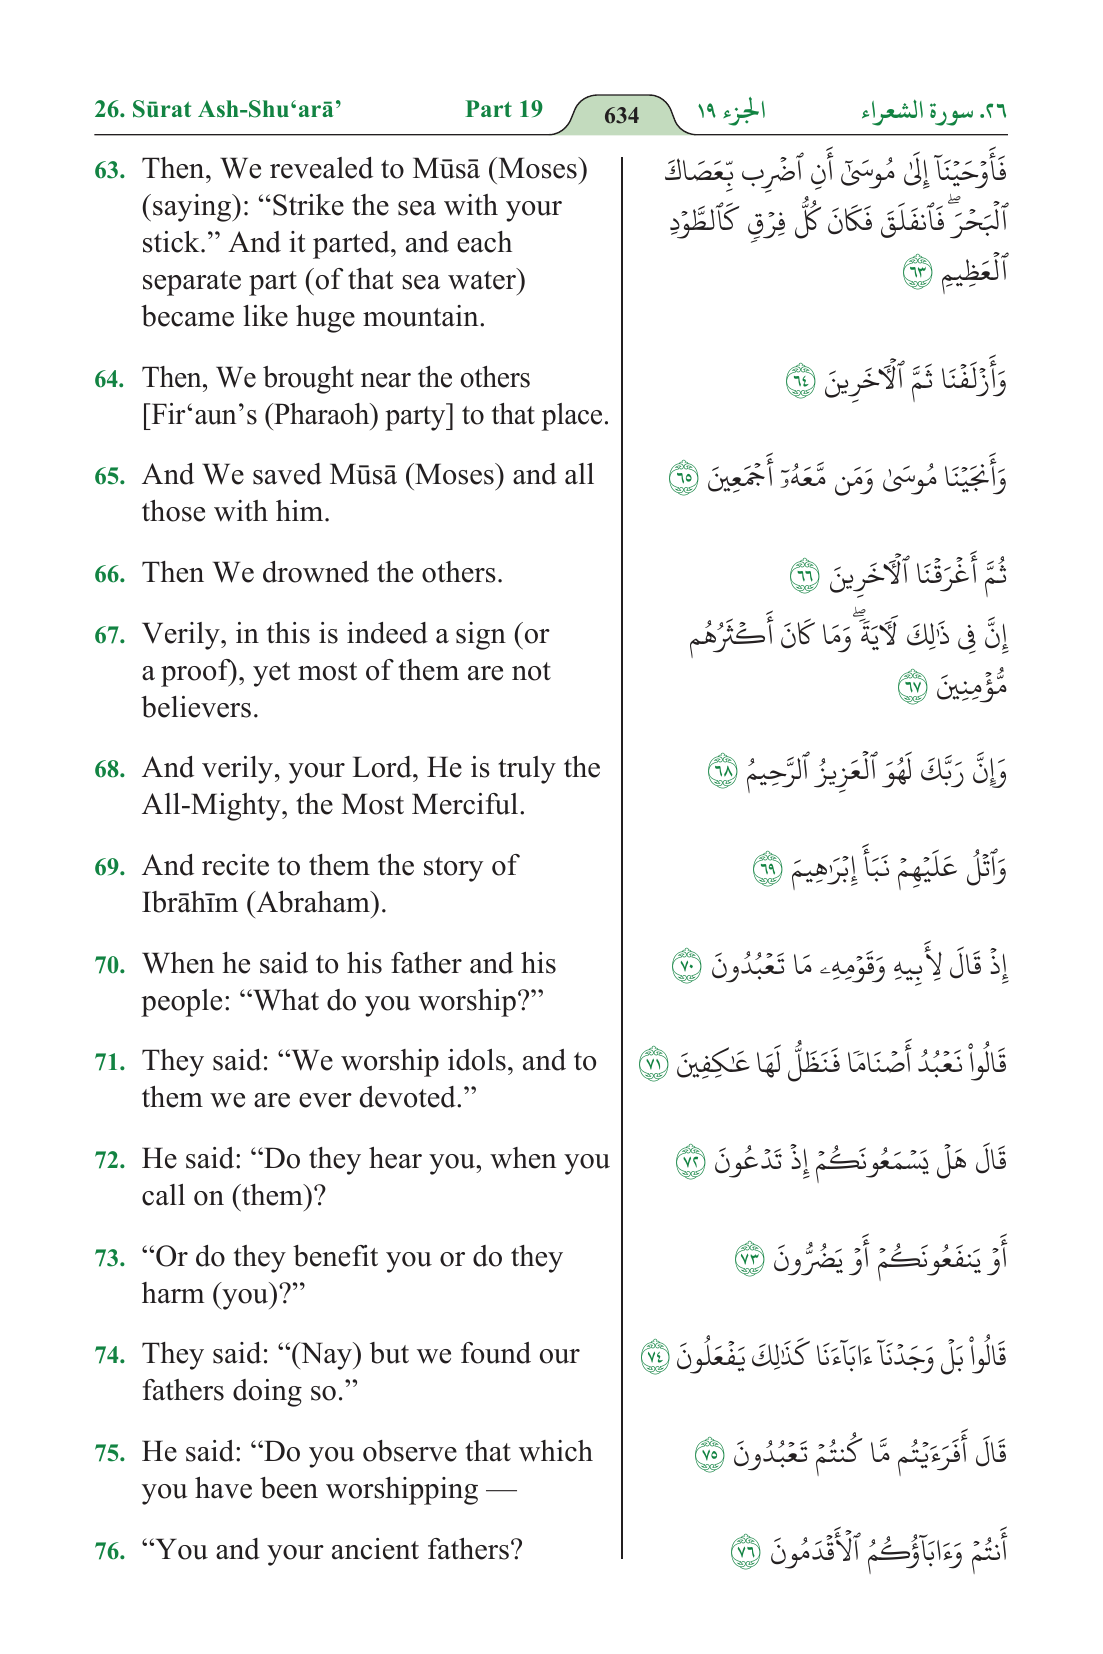 26. Sūrat Ash-Shu‘arā’ Part 19 634 الجزء ١٩ ٢٦. سورة الشعراء
63. Then, We revealed to Mūsā (Moses)
(saying): “Strike the sea with your
stick.” And it parted, and each
separate part (of that sea water)
became like huge mountain.
فَأَوْحَيْنَآ إِلَىٰ مُوسَىٰٓ أَنِ ٱضْرِب بِّعَصَاكَ
ٱلْبَحْرَ ۖ فَٱنفَلَقَ فَكَانَ كُلُّ فِرْقٍ كَٱلطَّوْدِ
ٱلْعَظِيمِ ٦٣
64. Then, We brought near the others
[Fir‘aun’s (Pharaoh) party] to that place.
وَأَزْلَفْنَا ثَمَّ ٱلْـَٔاخَرِينَ ٦٤
65. And We saved Mūsā (Moses) and all
those with him.
وَأَنجَيْنَا مُوسَىٰ وَمَن مَّعَهُۥٓ أَجْمَعِينَ ٦٥
66. Then We drowned the others.
ثُمَّ أَغْرَقْنَا ٱلْـَٔاخَرِينَ ٦٦
67. Verily, in this is indeed a sign (or
a proof), yet most of them are not
believers.
إِنَّ فِى ذَٰلِكَ لَـَٔايَةً ۖ وَمَا كَانَ أَكْثَرُهُم
مُّؤْمِنِينَ ٦٧
68. And verily, your Lord, He is truly the
All-Mighty, the Most Merciful.
وَإِنَّ رَبَّكَ لَهُوَ ٱلْعَزِيزُ ٱلرَّحِيمُ ٦٨
69. And recite to them the story of
Ibrāhīm (Abraham).
وَٱتْلُ عَلَيْهِمْ نَبَأَ إِبْرَٰهِيمَ ٦٩
70. When he said to his father and his
people: “What do you worship?”
إِذْ قَالَ لِأَبِيهِ وَقَوْمِهِۦ مَا تَعْبُدُونَ ٧٠
71. They said: “We worship idols, and to
them we are ever devoted.”
قَالُوا۟ نَعْبُدُ أَصْنَامًا فَنَظَلُّ لَهَا عَـٰكِفِينَ ٧١
72. He said: “Do they hear you, when you
call on (them)?
قَالَ هَلْ يَسْمَعُونَكُمْ إِذْ تَدْعُونَ ٧٢
73. “Or do they benefit you or do they
harm (you)?”
أَوْ يَنفَعُونَكُمْ أَوْ يَضُرُّونَ ٧٣
74. They said: “(Nay) but we found our
fathers doing so.”
قَالُوا۟ بَلْ وَجَدْنَآ ءَابَآءَنَا كَذَٰلِكَ يَفْعَلُونَ ٧٤
75. He said: “Do you observe that which
you have been worshipping —
قَالَ أَفَرَءَيْتُم مَّا كُنتُمْ تَعْبُدُونَ ٧٥
76. “You and your ancient fathers?
أَنتُمْ وَءَابَآؤُكُمُ ٱلْأَقْدَمُونَ ٧٦